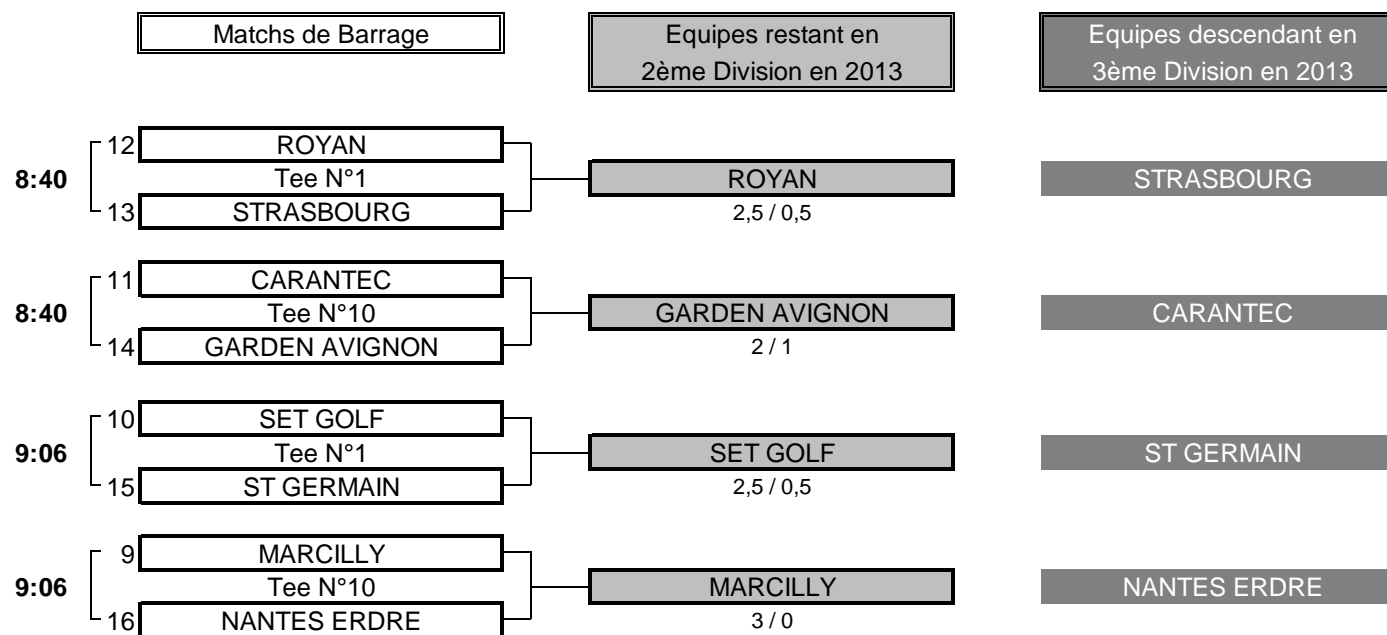 Matchs de Barrage
Equipes restant en
2ème Division en 2013
Equipes descendant en
3ème Division en 2013
12 ROYAN
8:40 Tee N°1 ROYAN STRASBOURG
13 STRASBOURG 2,5 / 0,5
11 CARANTEC
8:40 Tee N°10 GARDEN AVIGNON CARANTEC
14 GARDEN AVIGNON 2 / 1
10 SET GOLF
9:06 Tee N°1 SET GOLF ST GERMAIN
15 ST GERMAIN 2,5 / 0,5
9 MARCILLY
9:06 Tee N°10 MARCILLY NANTES ERDRE
16 NANTES ERDRE 3 / 0